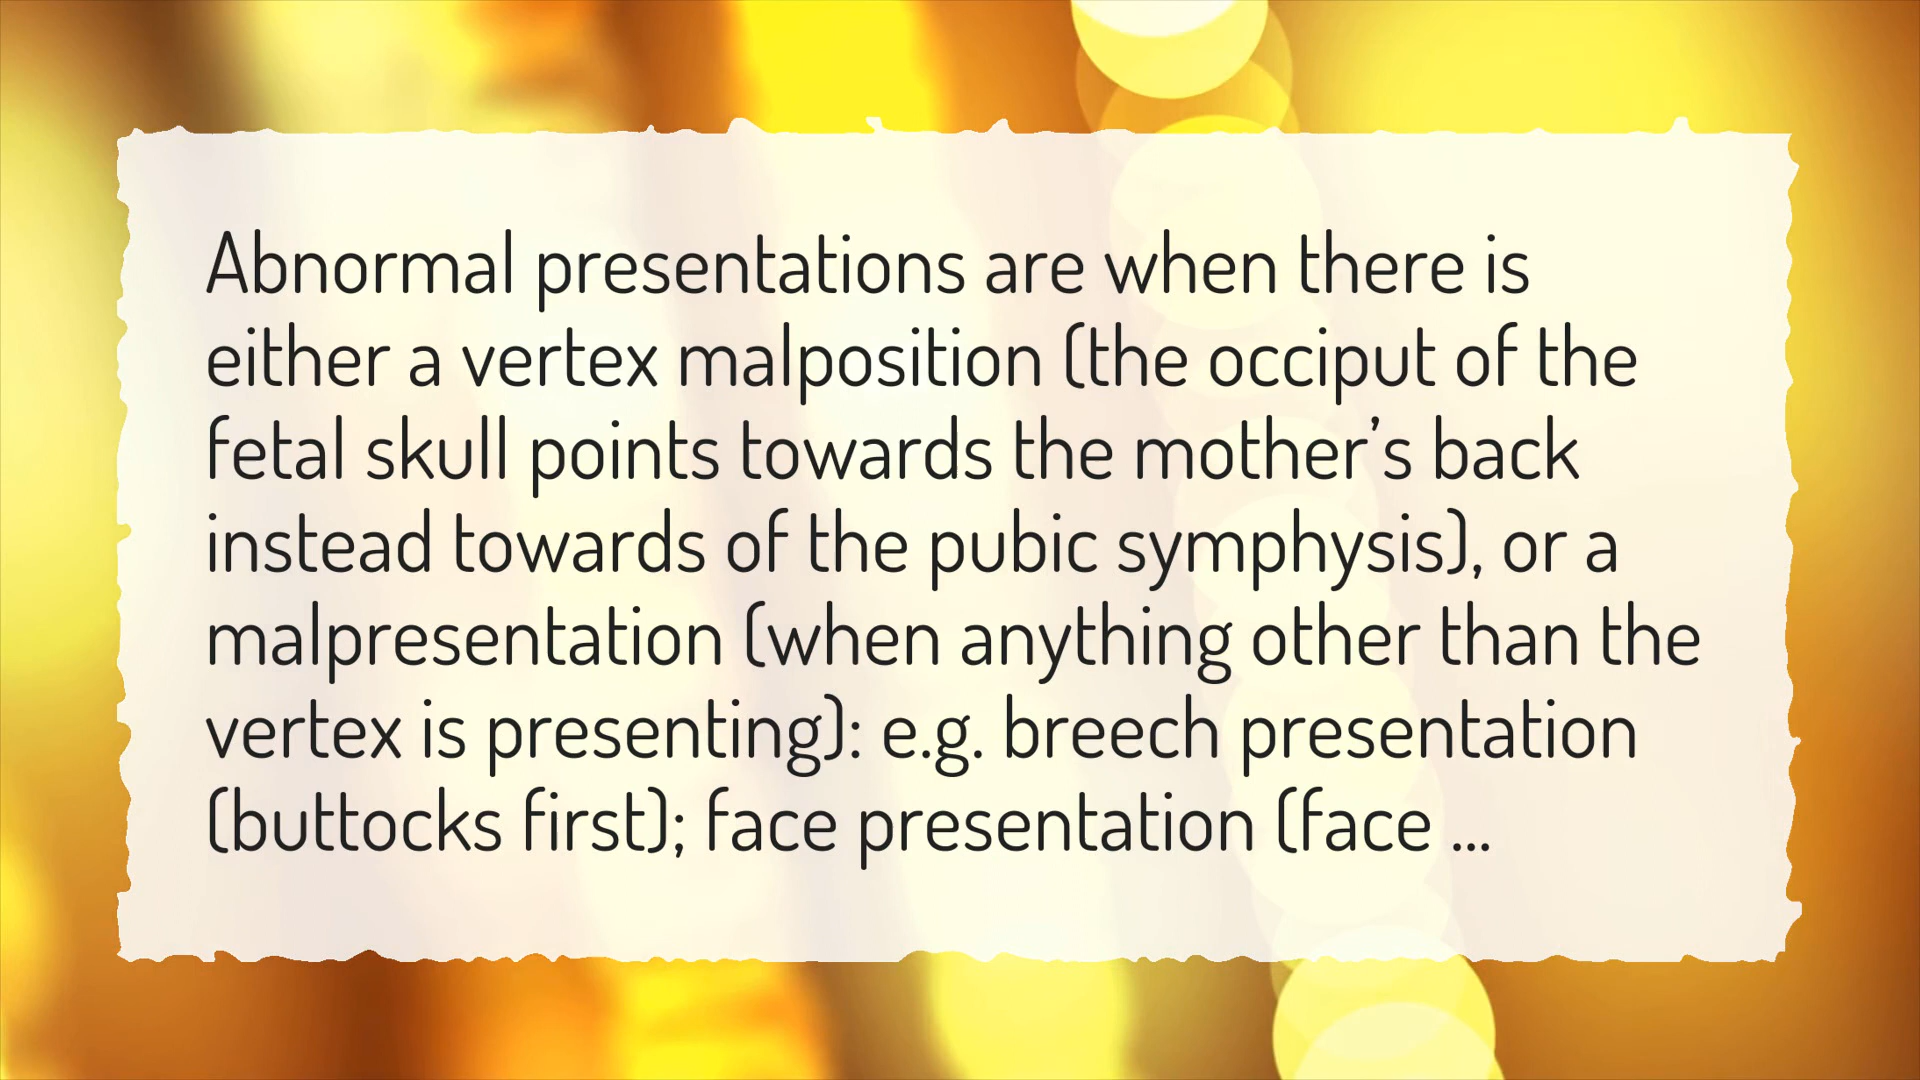 Abnormal presentations are when there is
either a vertex malposition (the occiput of the
fetal skull points towards the mother’s back
instead towards of the pubic symphysis), or a
malpresentation (when anything other than the
vertex is presenting): e.g. breech presentation
(buttocks first); face presentation (face ...